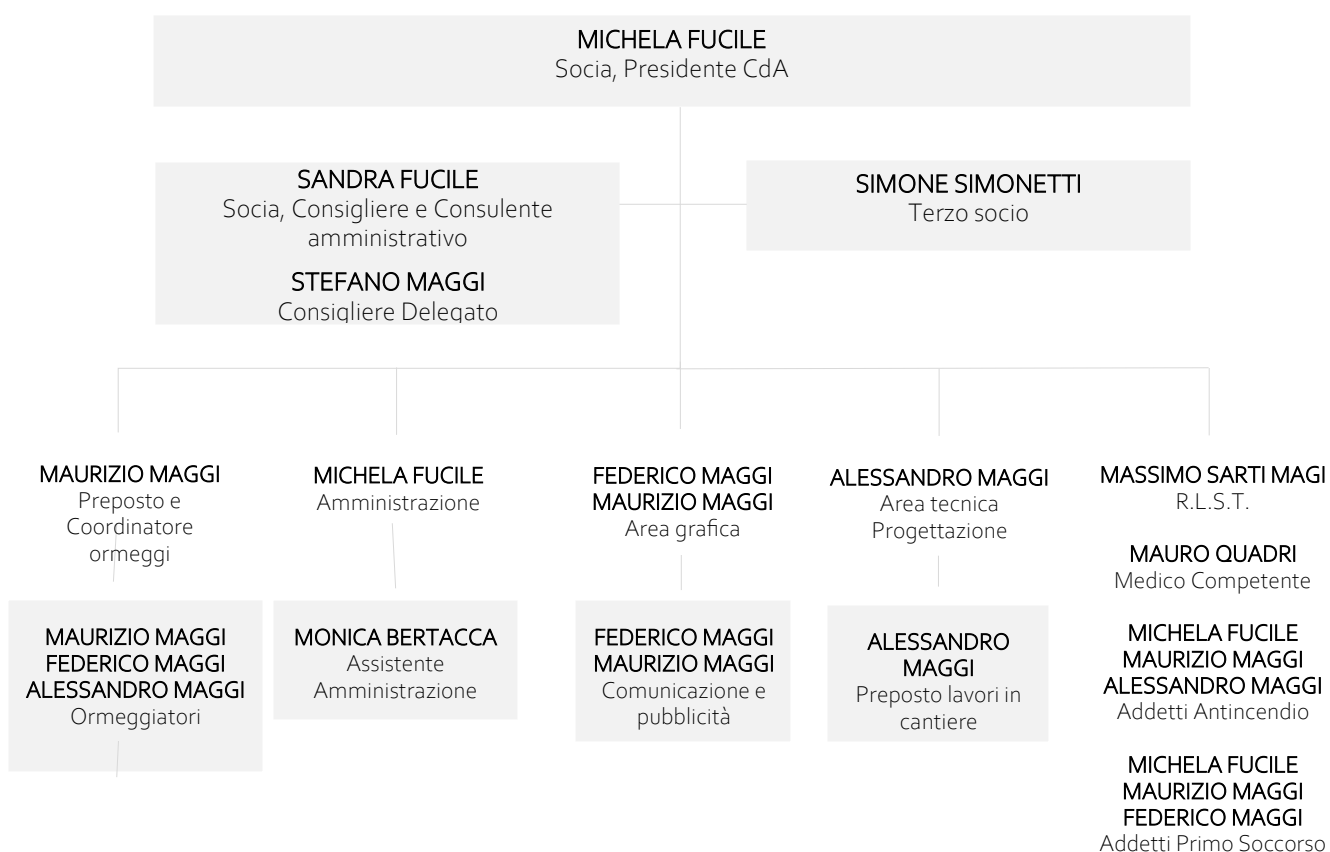 MICHELA FUCILE
Socia, Presidente CdA
SANDRA FUCILE
Socia, Consigliere e Consulente
amministrativo
STEFANO MAGGI
Consigliere Delegato
SIMONE SIMONETTI
Terzo socio
MAURIZIO MAGGI
Preposto e
Coordinatore
ormeggi
MICHELA FUCILE
Amministrazione
FEDERICO MAGGI
MAURIZIO MAGGI
Area grafica
ALESSANDRO MAGGI
Area tecnica
Progettazione
MASSIMO SARTI MAGI
R.L.S.T.
MAURO QUADRI
Medico Competente
MICHELA FUCILE
MAURIZIO MAGGI
ALESSANDRO MAGGI
Addetti Antincendio
MICHELA FUCILE
MAURIZIO MAGGI
FEDERICO MAGGI
Addetti Primo Soccorso
MAURIZIO MAGGI
FEDERICO MAGGI
ALESSANDRO MAGGI
Ormeggiatori
MONICA BERTACCA
Assistente
Amministrazione
FEDERICO MAGGI
MAURIZIO MAGGI
Comunicazione e
pubblicità
ALESSANDRO
MAGGI
Preposto lavori in
cantiere